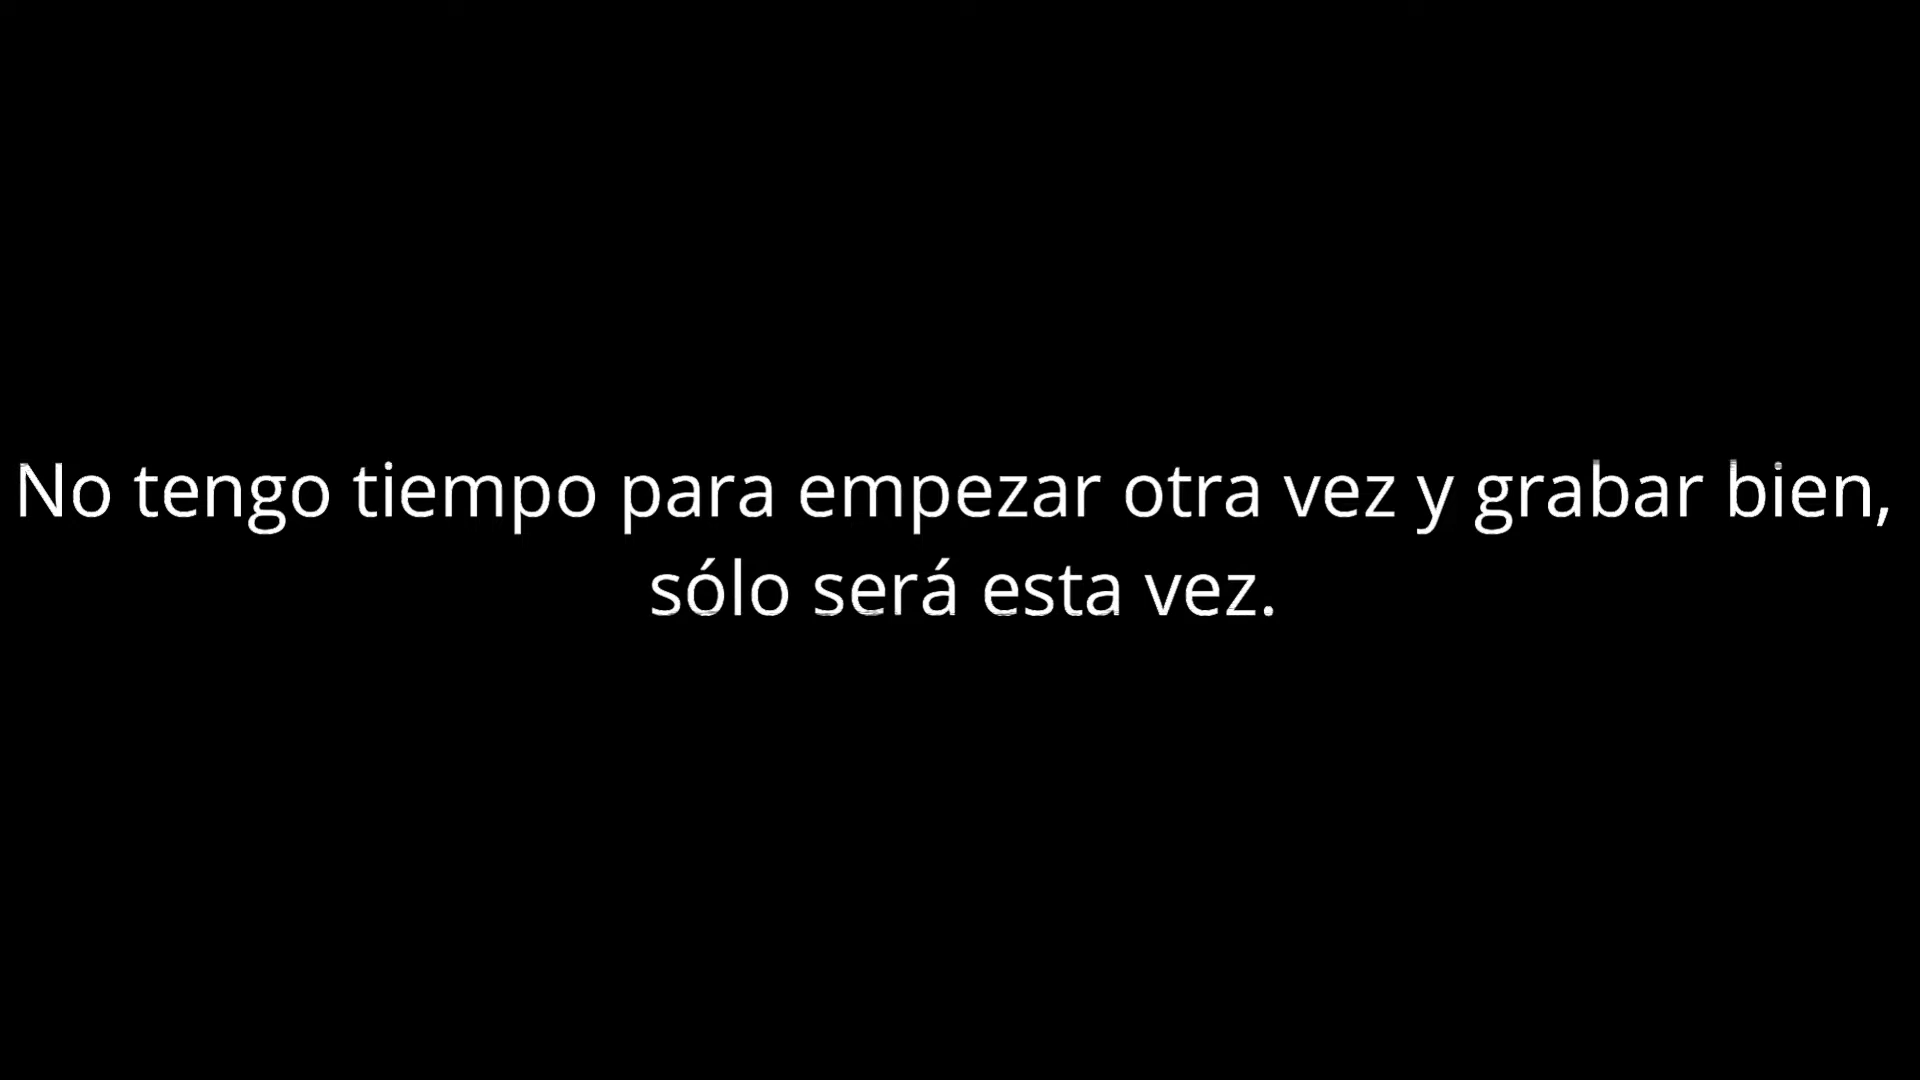 No tengo tiempo para empezar otra vez y grabar bien,
sólo será esta vez.